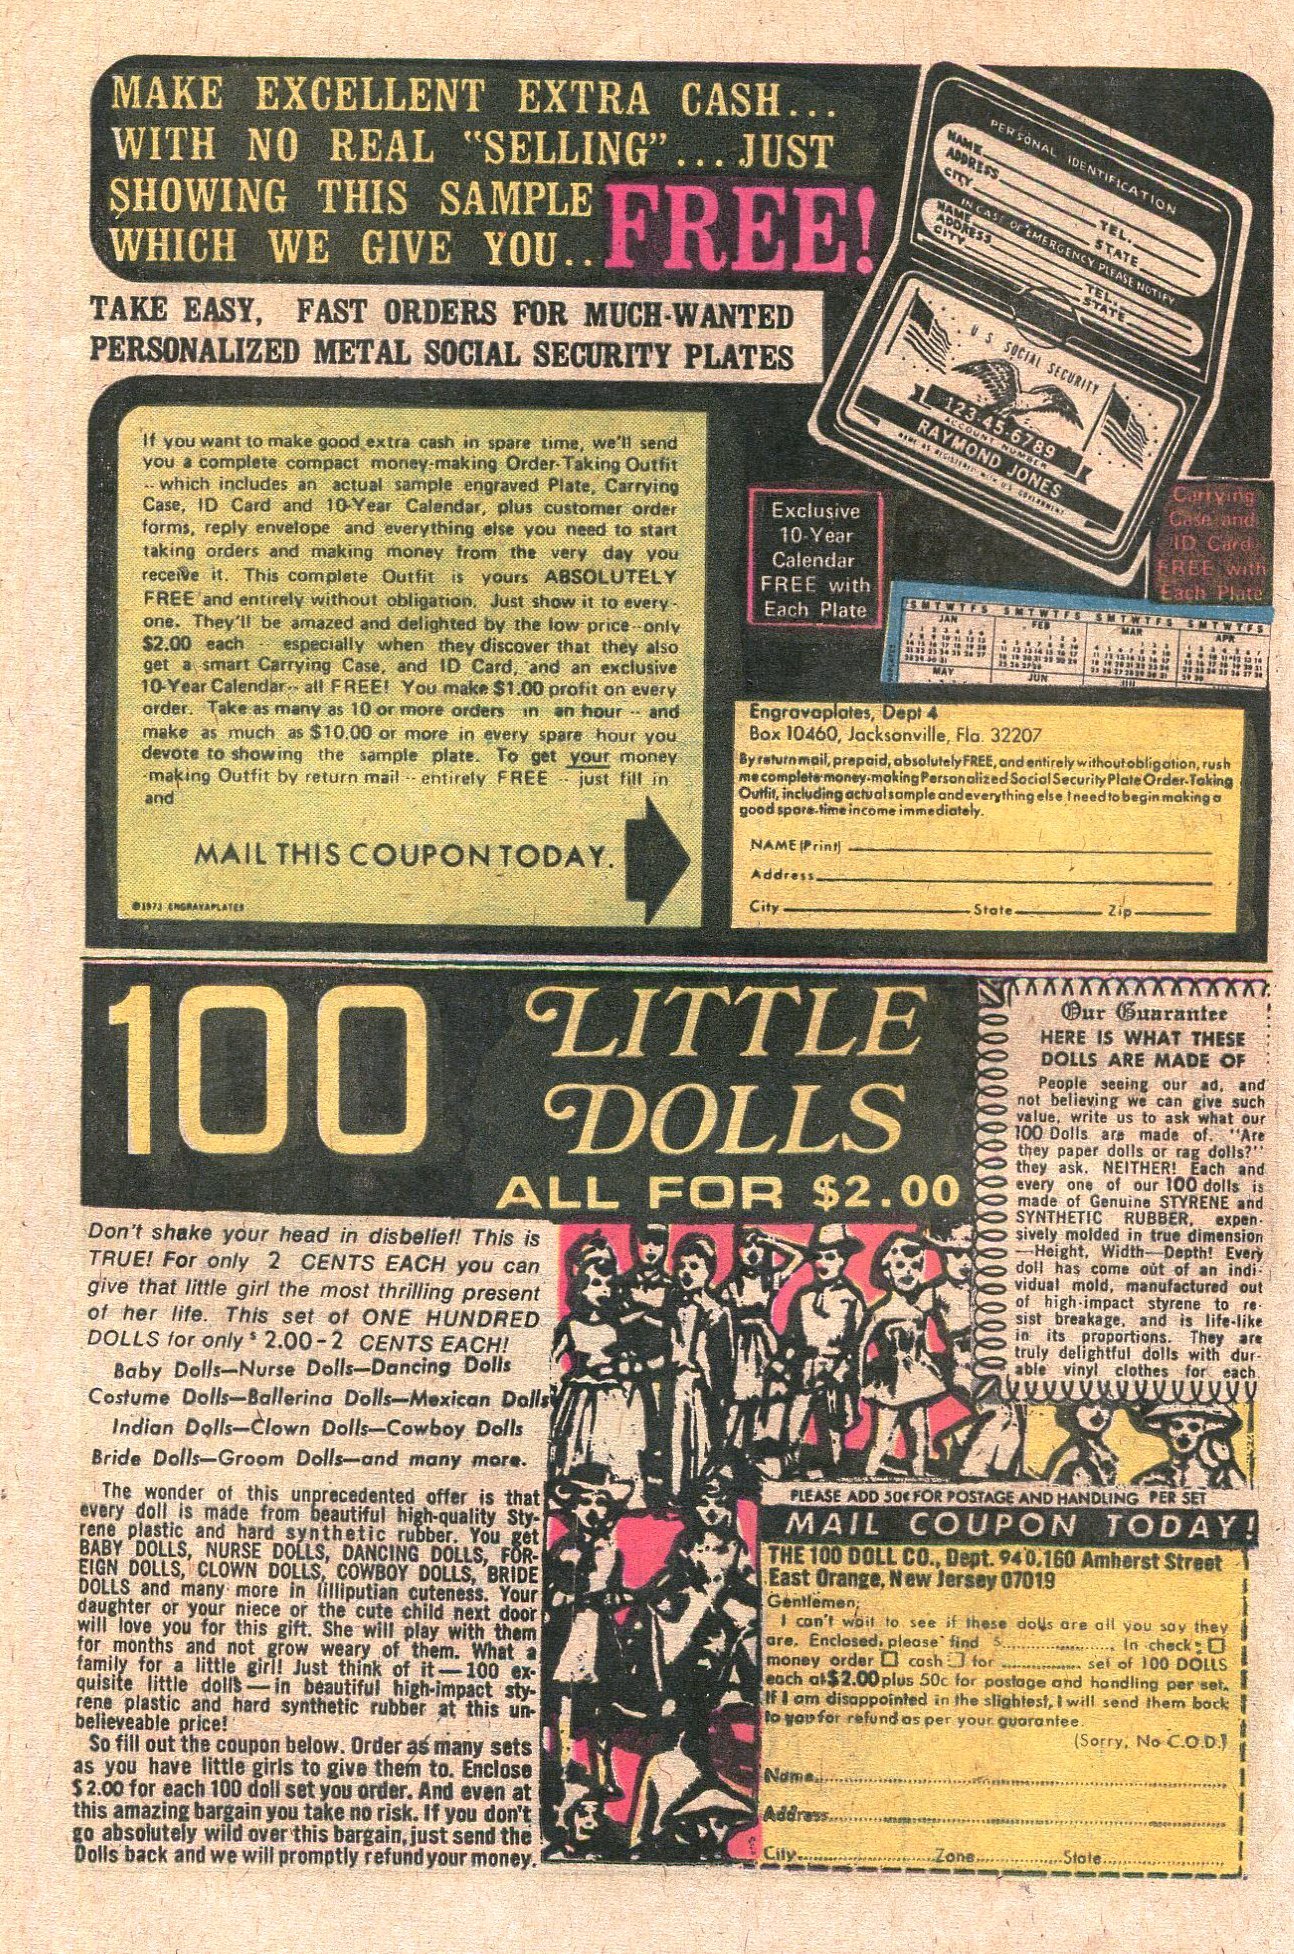 MAKE EXCELLENT EXTRA CASH...
WITH NO REAL "SELLING"...JUST
SHOWING THIS SAMPLE
WHICH WE GIVE YOU.. FREE!
TAKE EASY, FAST ORDERS FOR MUCH-WANTED
PERSONALIZED METAL SOCIAL SECURITY PLATES
PERSONAL IDENTIFICATION
NAME
ADDRESS
CITY
TEL.
STATE
IN CASE OF EMERGENCY PLEASE NOTIFY
NAME
ADDRESS
CITY
TEL.
STATE
U.S. SOCIAL SECURITY
123-45-6789
ACCOUNT NUMBER
RAYMOND JONES
If you want to make good extra cash in spare time, we'll send
you a complete compact money-making Order-Taking Outfit
-- which includes an actual sample engraved Plate, Carrying
Case, ID Card and 10-Year Calendar, plus customer order
forms, reply envelope and everything else you need to start
taking orders and making money from the very day you
receive it. This complete Outfit is yours ABSOLUTELY
FREE and entirely without obligation. Just show it to every-
one. They'll be amazed and delighted by the low price--only
$2.00 each -- especially when they discover that they also
get a smart Carrying Case, and ID Card, and an exclusive
10-Year Calendar-- all FREE! You make $1.00 profit on every
order. Take as many as 10 or more orders in an hour -- and
make as much as $10.00 or more in every spare hour you
devote to showing the sample plate. To get your money
-making Outfit by return mail -- entirely FREE -- just fill in
and
MAIL THIS COUPON TODAY.
©1973 ENGRAVAPLATES
Exclusive
10-Year
Calendar
FREE with
Each Plate
Carrying
Case and
ID Card
FREE with
Each Plate
S M T W T F S S M T W T F S S M T W T F S S M T W T F S
JAN FEB MAR APR
MAY JUN
Engravaplates, Dept 4
Box 10460, Jacksonville, Fla. 32207
By return mail, prepaid, absolutely FREE, and entirely without obligation, rush
me complete money-making Personalized Social Security Plate Order-Taking
Outfit, including actual sample and everything else I need to begin making a
good spare-time income immediately.
NAME (Print)
Address
City State Zip
100 LITTLE
DOLLS
ALL FOR $2.00
Our Guarantee
HERE IS WHAT THESE
DOLLS ARE MADE OF
People seeing our ad, and
not believing we can give such
value, write us to ask what our
100 Dolls are made of. "Are
they paper dolls or rag dolls?"
they ask. NEITHER! Each and
every one of our 100 dolls is
made of Genuine STYRENE and
SYNTHETIC RUBBER, expen-
sively molded in true dimension
—Height, Width—Depth! Every
doll has come out of an indi-
vidual mold, manufactured out
of high-impact styrene to re-
sist breakage, and is life-like
in its proportions. They are
truly delightful dolls with dur-
able vinyl clothes for each
Don't shake your head in disbelief! This is
TRUE! For only 2 CENTS EACH you can
give that little girl the most thrilling present
of her life. This set of ONE HUNDRED
DOLLS for only $2.00-2 CENTS EACH!
Baby Dolls—Nurse Dolls—Dancing Dolls
Costume Dolls—Ballerina Dolls—Mexican Dolls
Indian Dolls—Clown Dolls—Cowboy Dolls
Bride Dolls—Groom Dolls—and many more.
The wonder of this unprecedented offer is that
every doll is made from beautiful high-quality Sty-
rene plastic and hard synthetic rubber. You get
BABY DOLLS, NURSE DOLLS, DANCING DOLLS, FOR-
EIGN DOLLS, CLOWN DOLLS, COWBOY DOLLS, BRIDE
DOLLS and many more in lilliputian cuteness. Your
daughter or your niece or the cute child next door
will love you for this gift. She will play with them
for months and not grow weary of them. What a
family for a little girl! Just think of it—100 ex-
quisite little dolls—in beautiful high-impact sty-
rene plastic and hard synthetic rubber at this un-
believeable price!
So fill out the coupon below. Order as many sets
as you have little girls to give them to. Enclose
$2.00 for each 100 doll set you order. And even at
this amazing bargain you take no risk. If you don't
go absolutely wild over this bargain, just send the
Dolls back and we will promptly refund your money.
PLEASE ADD 50¢ FOR POSTAGE AND HANDLING PER SET
MAIL COUPON TODAY!
THE 100 DOLL CO., Dept. 940,160 Amherst Street
East Orange, New Jersey 07019
Gentlemen;
I can't wait to see if these dolls are all you say they
are. Enclosed, please find $ In check
money order cash for set of 100 DOLLS
each at $2.00 plus 50c for postage and handling per set.
If I am disappointed in the slightest, I will send them back
to you for refund as per your guarantee.
(Sorry, No C.O.D.)
Name
Address
City Zone State